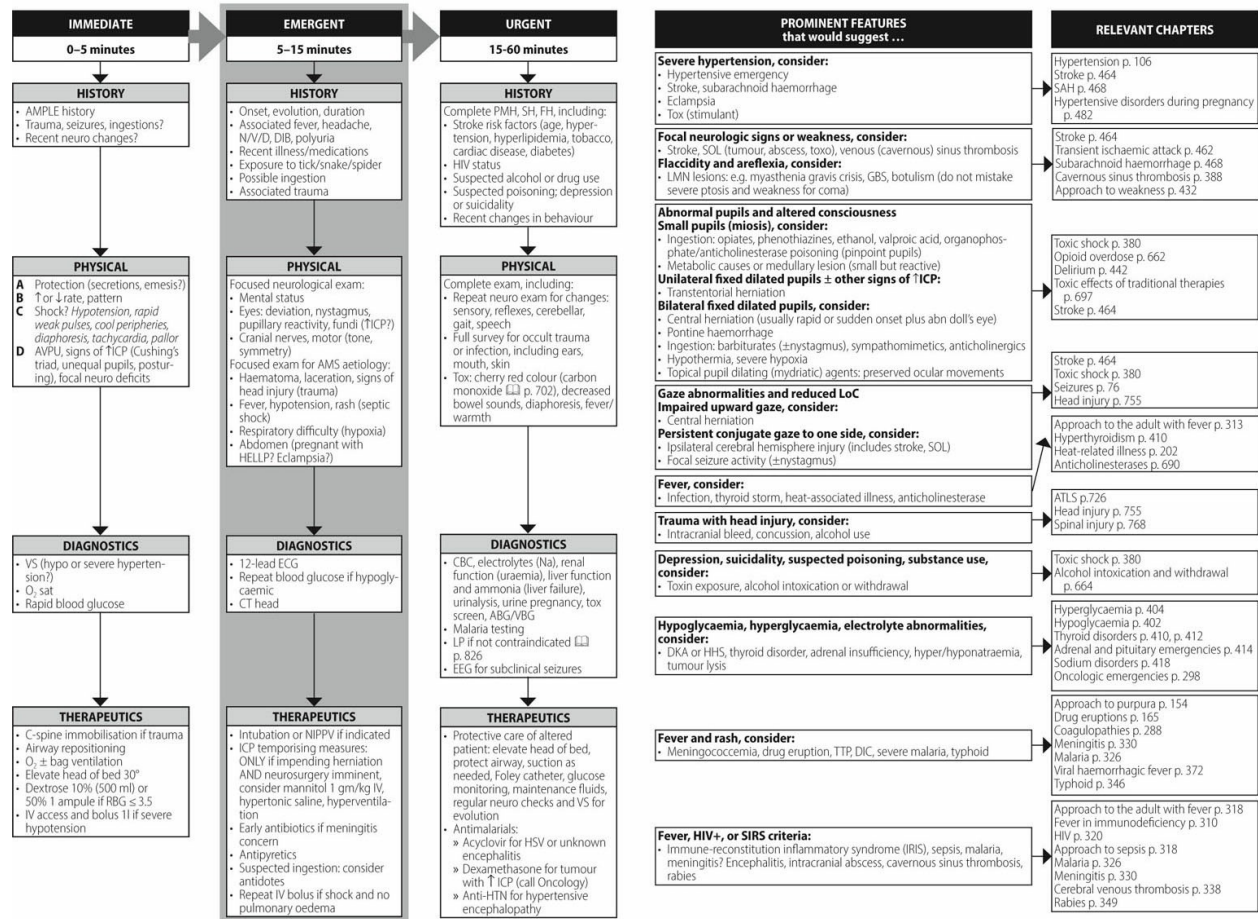 IMMEDIATE
0–5 minutes
HISTORY
• AMPLE history
• Trauma, seizures, ingestions?
• Recent neuro changes?
PHYSICAL
A Protection (secretions, emesis?)
B ↑ or ↓ rate, pattern
C Shock? Hypotension, rapid
weak pulses, cool peripheries,
diaphoresis, tachycardia, pallor
D AVPU, signs of ↑ICP (Cushing's
triad, unequal pupils, postur-
ing), focal neuro deficits
DIAGNOSTICS
• VS (hypo or severe hyperten-
sion?)
• O₂ sat
• Rapid blood glucose
THERAPEUTICS
• C-spine immobilisation if trauma
• Airway repositioning
• O₂ ± bag ventilation
• Elevate head of bed 30°
• Dextrose 10% (500 ml) or
50% 1 ampule if RBG ≤ 3.5
• IV access and bolus 1l if severe
hypotension
EMERGENT
5–15 minutes
HISTORY
• Onset, evolution, duration
• Associated fever, headache,
N/V/D, DIB, polyuria
• Recent illness/medications
• Exposure to tick/snake/spider
• Possible ingestion
• Associated trauma
PHYSICAL
Focused neurological exam:
• Mental status
• Eyes: deviation, nystagmus,
pupillary reactivity, fundi (↑ICP?)
• Cranial nerves, motor (tone,
symmetry)
Focused exam for AMS aetiology:
• Haematoma, laceration, signs of
head injury (trauma)
• Fever, hypotension, rash (septic
shock)
• Respiratory difficulty (hypoxia)
• Abdomen (pregnant with
HELLP? Eclampsia?)
DIAGNOSTICS
• 12-lead ECG
• Repeat blood glucose if hypogly-
caemic
• CT head
THERAPEUTICS
• Intubation or NIPPV if indicated
• ICP temporising measures:
ONLY if impending herniation
AND neurosurgery imminent,
consider mannitol 1 gm/kg IV,
hypertonic saline, hyperventila-
tion
• Early antibiotics if meningitis
concern
• Antipyretics
• Suspected ingestion: consider
antidotes
• Repeat IV bolus if shock and no
pulmonary oedema
URGENT
15-60 minutes
HISTORY
Complete PMH, SH, FH, including:
• Stroke risk factors (age, hyper-
tension, hyperlipidemia, tobacco,
cardiac disease, diabetes)
• HIV status
• Suspected alcohol or drug use
• Suspected poisoning; depression
or suicidality
• Recent changes in behaviour
PHYSICAL
Complete exam, including:
• Repeat neuro exam for changes:
sensory, reflexes, cerebellar,
gait, speech
• Full survey for occult trauma
or infection, including ears,
mouth, skin
• Tox: cherry red colour (carbon
monoxide p. 702), decreased
bowel sounds, diaphoresis, fever/
warmth
DIAGNOSTICS
• CBC, electrolytes (Na), renal
function (uraemia), liver function
and ammonia (liver failure),
urinalysis, urine pregnancy, tox
screen, ABG/VBG
• Malaria testing
• LP if not contraindicated
p. 826
• EEG for subclinical seizures
THERAPEUTICS
• Protective care of altered
patient: elevate head of bed,
protect airway, suction as
needed, Foley catheter, glucose
monitoring, maintenance fluids,
regular neuro checks and VS for
evolution
• Antimalarials:
» Acyclovir for HSV or unknown
encephalitis
» Dexamethasone for tumour
with ↑ ICP (call Oncology)
» Anti-HTN for hypertensive
encephalopathy
PROMINENT FEATURES
that would suggest …
RELEVANT CHAPTERS
Severe hypertension, consider:
• Hypertensive emergency
• Stroke, subarachnoid haemorrhage
• Eclampsia
• Tox (stimulant)
Hypertension p. 106
Stroke p. 464
SAH p. 468
Hypertensive disorders during pregnancy
p. 482
Focal neurologic signs or weakness, consider:
• Stroke, SOL (tumour, abscess, toxo), venous (cavernous) sinus thrombosis
Flaccidity and areflexia, consider:
• LMN lesions: e.g. myasthenia gravis crisis, GBS, botulism (do not mistake
severe ptosis and weakness for coma)
Stroke p. 464
Transient ischaemic attack p. 462
Subarachnoid haemorrhage p. 468
Cavernous sinus thrombosis p. 388
Approach to weakness p. 432
Abnormal pupils and altered consciousness
Small pupils (miosis), consider:
• Ingestion: opiates, phenothiazines, ethanol, valproic acid, organophos-
phate/anticholinesterase poisoning (pinpoint pupils)
• Metabolic causes or medullary lesion (small but reactive)
Unilateral fixed dilated pupils ± other signs of ↑ICP:
• Transtentorial herniation
Bilateral fixed dilated pupils, consider:
• Central herniation (usually rapid or sudden onset plus abn doll's eye)
• Pontine haemorrhage
• Ingestion: barbiturates (±nystagmus), sympathomimetics, anticholinergics
• Hypothermia, severe hypoxia
• Topical pupil dilating (mydriatic) agents: preserved ocular movements
Toxic shock p. 380
Opioid overdose p. 662
Delirium p. 442
Toxic effects of traditional therapies
p. 697
Stroke p. 464
Gaze abnormalities and reduced LoC
Impaired upward gaze, consider:
• Central herniation
Persistent conjugate gaze to one side, consider:
• Ipsilateral cerebral hemisphere injury (includes stroke, SOL)
• Focal seizure activity (±nystagmus)
Stroke p. 464
Toxic shock p. 380
Seizures p. 76
Head injury p. 755
Fever, consider:
• Infection, thyroid storm, heat-associated illness, anticholinesterase
Approach to the adult with fever p. 313
Hyperthyroidism p. 410
Heat-related illness p. 202
Anticholinesterases p. 690
Trauma with head injury, consider:
• Intracranial bleed, concussion, alcohol use
ATLS p.726
Head injury p. 755
Spinal injury p. 768
Depression, suicidality, suspected poisoning, substance use,
consider:
• Toxin exposure, alcohol intoxication or withdrawal
Toxic shock p. 380
Alcohol intoxication and withdrawal
p. 664
Hypoglycaemia, hyperglycaemia, electrolyte abnormalities,
consider:
• DKA or HHS, thyroid disorder, adrenal insufficiency, hyper/hyponatraemia,
tumour lysis
Hyperglycaemia p. 404
Hypoglycaemia p. 402
Thyroid disorders p. 410, p. 412
Adrenal and pituitary emergencies p. 414
Sodium disorders p. 418
Oncologic emergencies p. 298
Fever and rash, consider:
• Meningococcemia, drug eruption, TTP, DIC, severe malaria, typhoid
Approach to purpura p. 154
Drug eruptions p. 165
Coagulopathies p. 288
Meningitis p. 330
Malaria p. 326
Viral haemorrhagic fever p. 372
Typhoid p. 346
Fever, HIV+, or SIRS criteria:
• Immune-reconstitution inflammatory syndrome (IRIS), sepsis, malaria,
meningitis? Encephalitis, intracranial abscess, cavernous sinus thrombosis,
rabies
Approach to the adult with fever p. 318
Fever in immunodeficiency p. 310
HIV p. 320
Approach to sepsis p. 318
Malaria p. 326
Meningitis p. 330
Cerebral venous thrombosis p. 338
Rabies p. 349